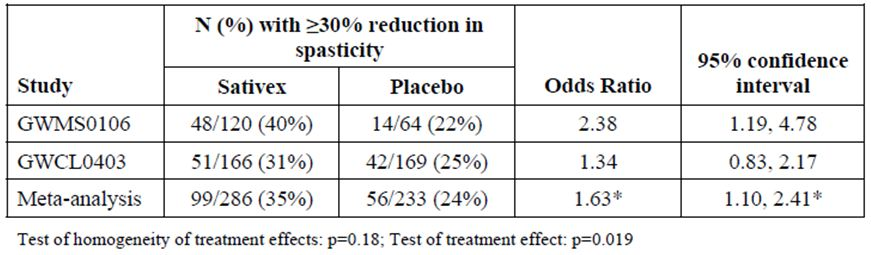 N (%) with ≥30% reduction in
spasticity
95% confidence
interval
Study
Sativex
Placebo
Odds Ratio
GWMS0106
48/120 (40%)
14/64 (22%)
2.38
1.19, 4.78
GWCL0403
51/166 (31%)
42/169 (25%)
1.34
0.83, 2.17
Meta-analysis
99/286 (35%)
56/233 (24%)
1.63*
1.10, 2.41*
Test of homogeneity of treatment effects: p=0.18; Test of treatment effect: p=0.019